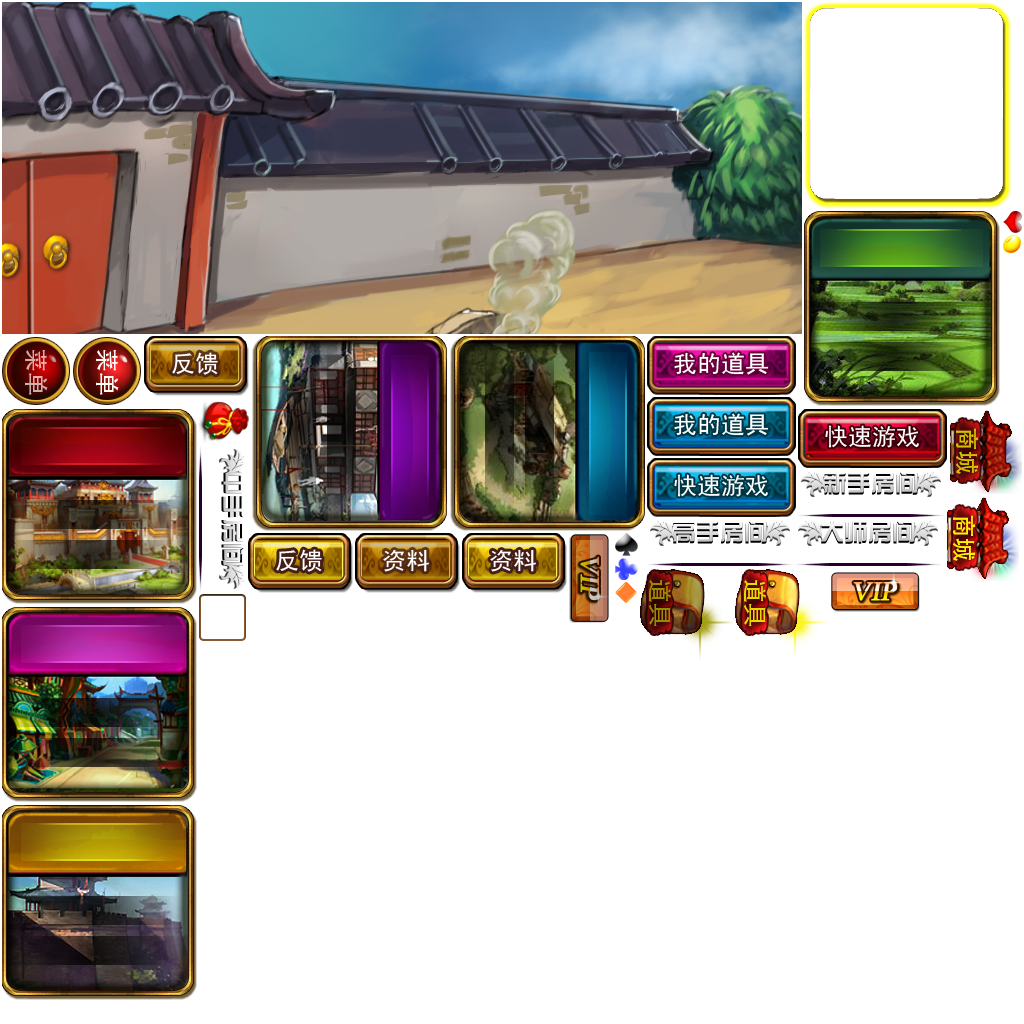 菜单
菜单
反馈
我的道具
我的道具
快速游戏
快速游戏
商城
新手房间
中手房间
高手房间
大师房间
商城
反馈
资料
资料
VIP
道具
道具
VIP